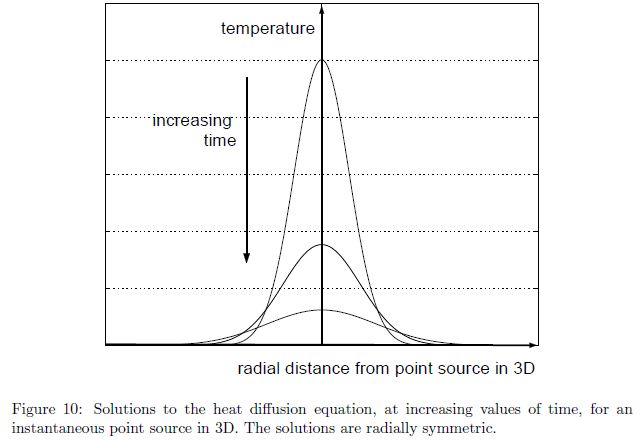 temperature
increasing
time
radial distance from point source in 3D
Figure 10: Solutions to the heat diffusion equation, at increasing values of time, for an
instantaneous point source in 3D. The solutions are radially symmetric.